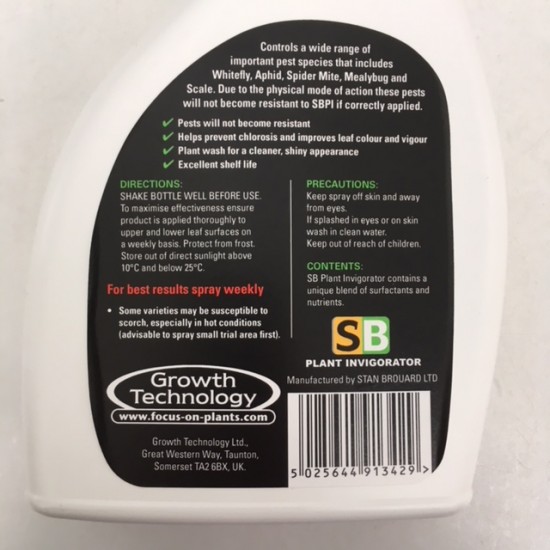 Controls a wide range of
important pest species that includes
Whitefly, Aphid, Spider Mite, Mealybug and
Scale. Due to the physical mode of action these pests
will not become resistant to SBPI if correctly applied.
✔ Pests will not become resistant
✔ Helps prevent chlorosis and improves leaf colour and vigour
✔ Plant wash for a cleaner, shiny appearance
✔ Excellent shelf life
DIRECTIONS:
SHAKE BOTTLE WELL BEFORE USE.
To maximise effectiveness ensure
product is applied thoroughly to
upper and lower leaf surfaces on
a weekly basis. Protect from frost.
Store out of direct sunlight above
10°C and below 25°C.
For best results spray weekly
• Some varieties may be susceptible to
scorch, especially in hot conditions
(advisable to spray small trial area first).
Growth
Technology
www.focus-on-plants.com
Growth Technology Ltd.,
Great Western Way, Taunton,
Somerset TA2 6BX, UK.
PRECAUTIONS:
Keep spray off skin and away
from eyes.
If splashed in eyes or on skin
wash in clean water.
Keep out of reach of children.
CONTENTS:
SB Plant Invigorator contains a
unique blend of surfactants and
nutrients.
SB
PLANT INVIGORATOR
Manufactured by STAN BROUARD LTD
5 025644 913429 >